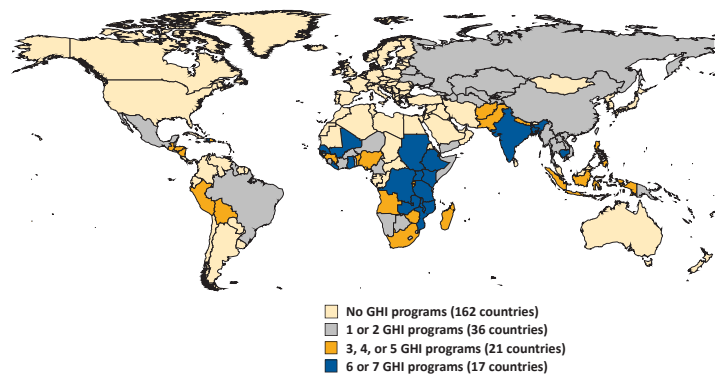 No GHI programs (162 countries)
1 or 2 GHI programs (36 countries)
3, 4, or 5 GHI programs (21 countries)
6 or 7 GHI programs (17 countries)